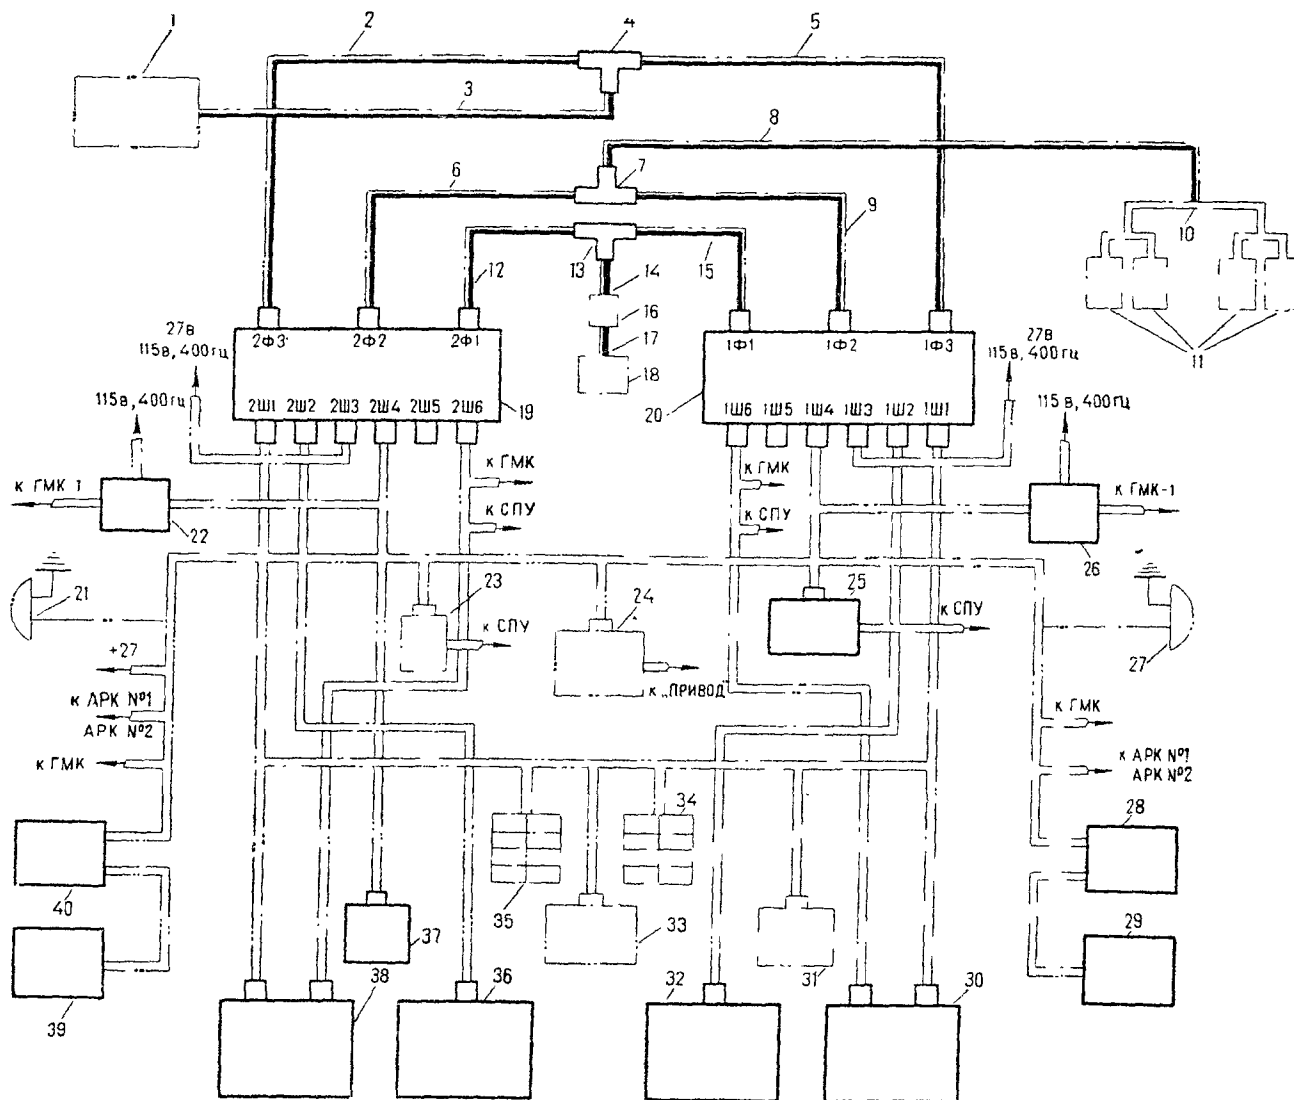 1
2
4
5
3
8
6
7
9
10
12
13
14
15
16
17
18
11
27в
115в, 400гц
2Ф3
2Ф2
2Ф1
1Ф1
1Ф2
1Ф3
27в
115в, 400гц
115в, 400гц
2Ш1 2Ш2 2Ш3 2Ш4 2Ш5 2Ш6
19
20
1Ш6 1Ш5 1Ш4 1Ш3 1Ш2 1Ш1
115в, 400гц
к ГМК-1
22
к ГМК
к СПУ
к ГМК
к СПУ
к ГМК-1
26
21
23
24
25
к СПУ
к СПУ
27
+27
к „ПРИВОД"
к АРК №1
АРК №2
к ГМК
к ГМК
к АРК №1
АРК №2
34
28
40
35
33
37
31
29
39
38
36
32
30